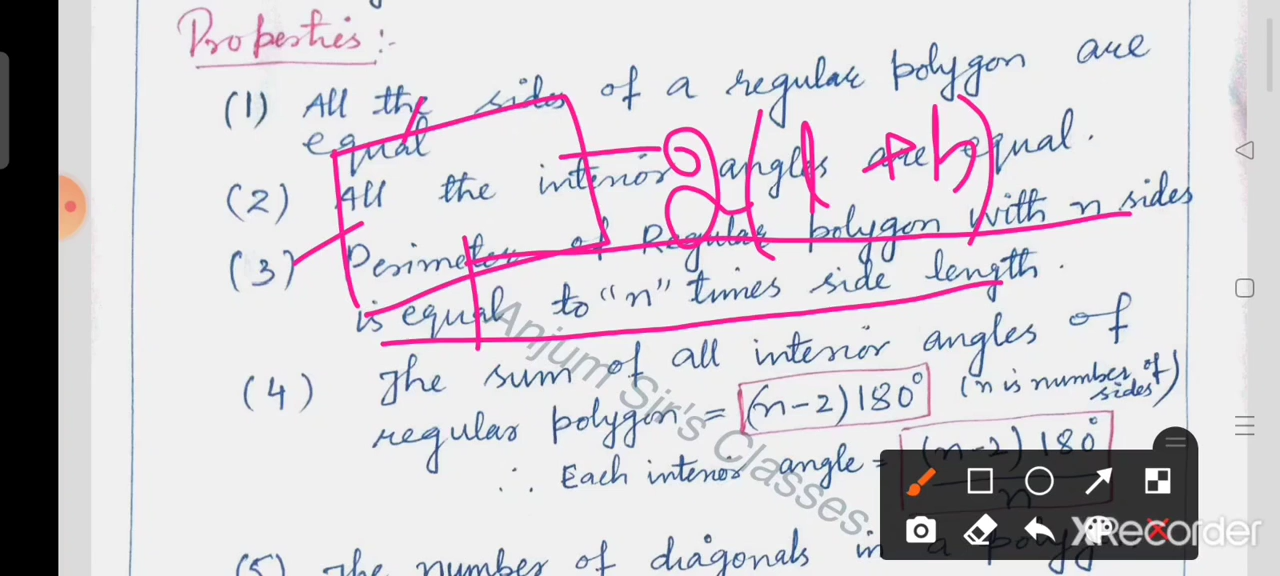 Properties:-
(1) All the sides of a regular polygon are
equal
2(l+b)
(2) All the interior angles are equal.
(3) Perimeter of Regular polygon with n sides
is equal to "n" times side length.
(4) The sum of all interior angles of
regular polygon = (n-2)180° (n is number of sides)
∴ Each interior angle = (n-2)180°
n
(5) The number of diagonals in a
Anjum Sir's Classes.
XRecorder